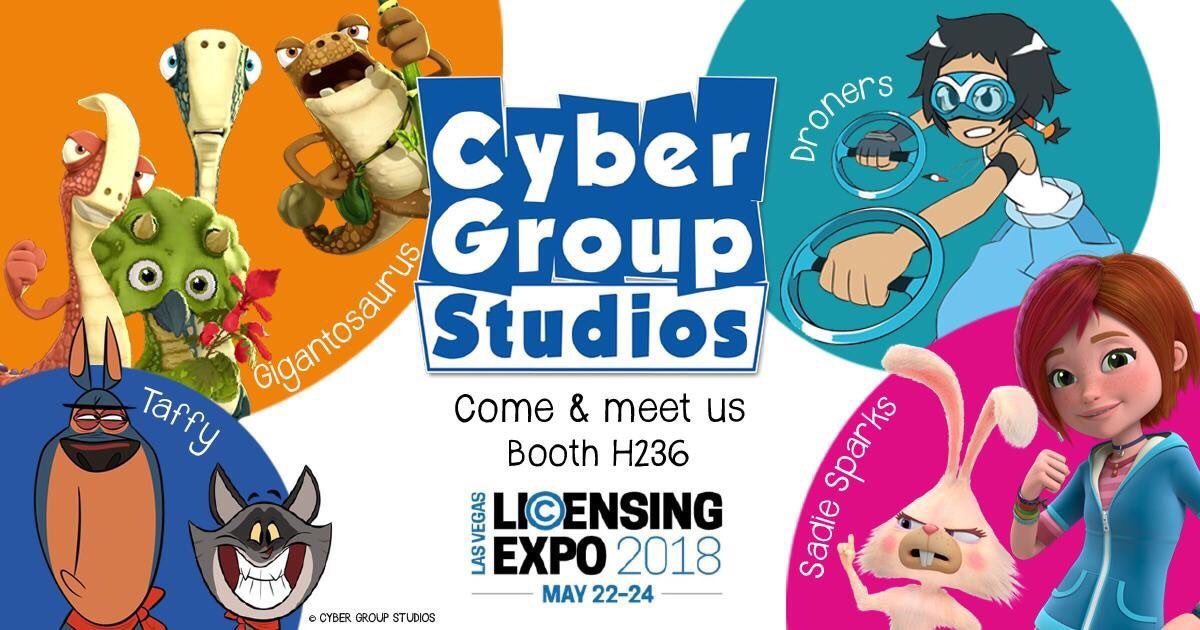 Cyber
Group
Studios
Come & meet us
Booth H236
LAS VEGAS
LICENSING
EXPO 2018
MAY 22-24
Gigantosaurus
Droners
Taffy
Sadie Sparks
© CYBER GROUP STUDIOS